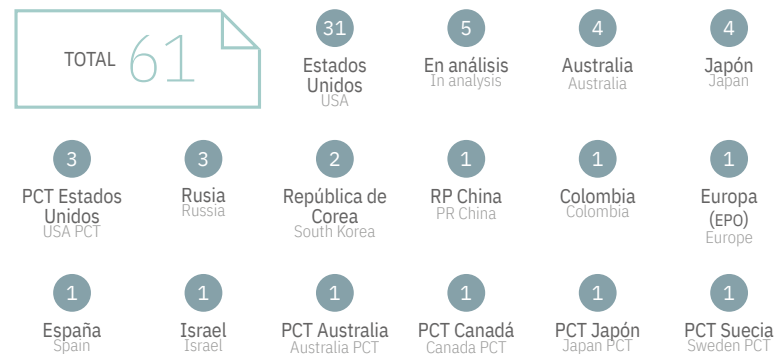 TOTAL 61
31
Estados
Unidos
USA
5
En análisis
In analysis
4
Australia
Australia
4
Japón
Japan
3
PCT Estados
Unidos
USA PCT
3
Rusia
Russia
2
República de
Corea
South Korea
1
RP China
PR China
1
Colombia
Colombia
1
Europa
(EPO)
Europe
1
España
Spain
1
Israel
Israel
1
PCT Australia
Australia PCT
1
PCT Canadá
Canada PCT
1
PCT Japón
Japan PCT
1
PCT Suecia
Sweden PCT